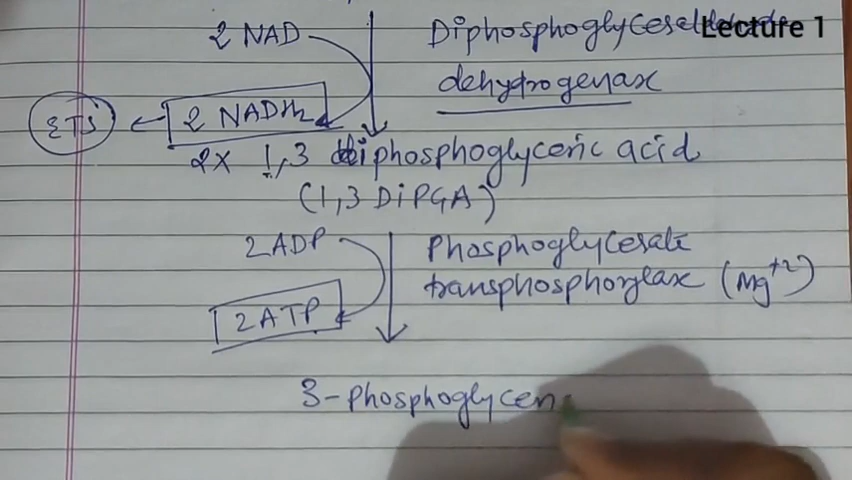 Lecture 1
2 NAD
Diphosphoglyceraldehyde
dehydrogenase
ETS
2 NADH2
2x 1,3 diphosphoglyceric acid
(1,3 DiPGA)
2ADP
Phosphoglycerate
transphosphorylase (Mg+2)
2ATP
3-Phosphoglycer